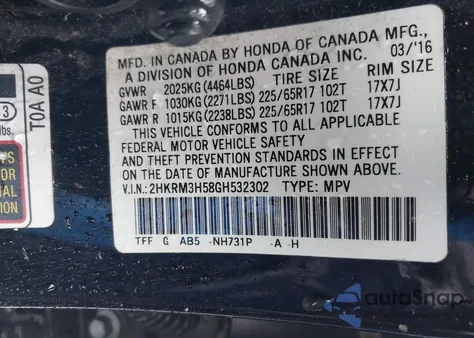 MFD. IN CANADA BY HONDA OF CANADA MFG.,
A DIVISION OF HONDA CANADA INC. 03/'16
GVWR 2025KG (4464LBS) TIRE SIZE RIM SIZE
GAWR F 1030KG (2271LBS) 225/65R17 102T 17X7J
GAWR R 1015KG (2238LBS) 225/65R17 102T 17X7J
THIS VEHICLE CONFORMS TO ALL APPLICABLE
FEDERAL MOTOR VEHICLE SAFETY
AND THEFT PREVENTION STANDARDS IN EFFECT
ON THE DATE OF MANUFACTURE SHOWN ABOVE.
V.I.N.:2HKRM3H58GH532302 TYPE: MPV
TFF G AB5 -NH731P -A -H
T0A A0
3
lbs.
autoSnap